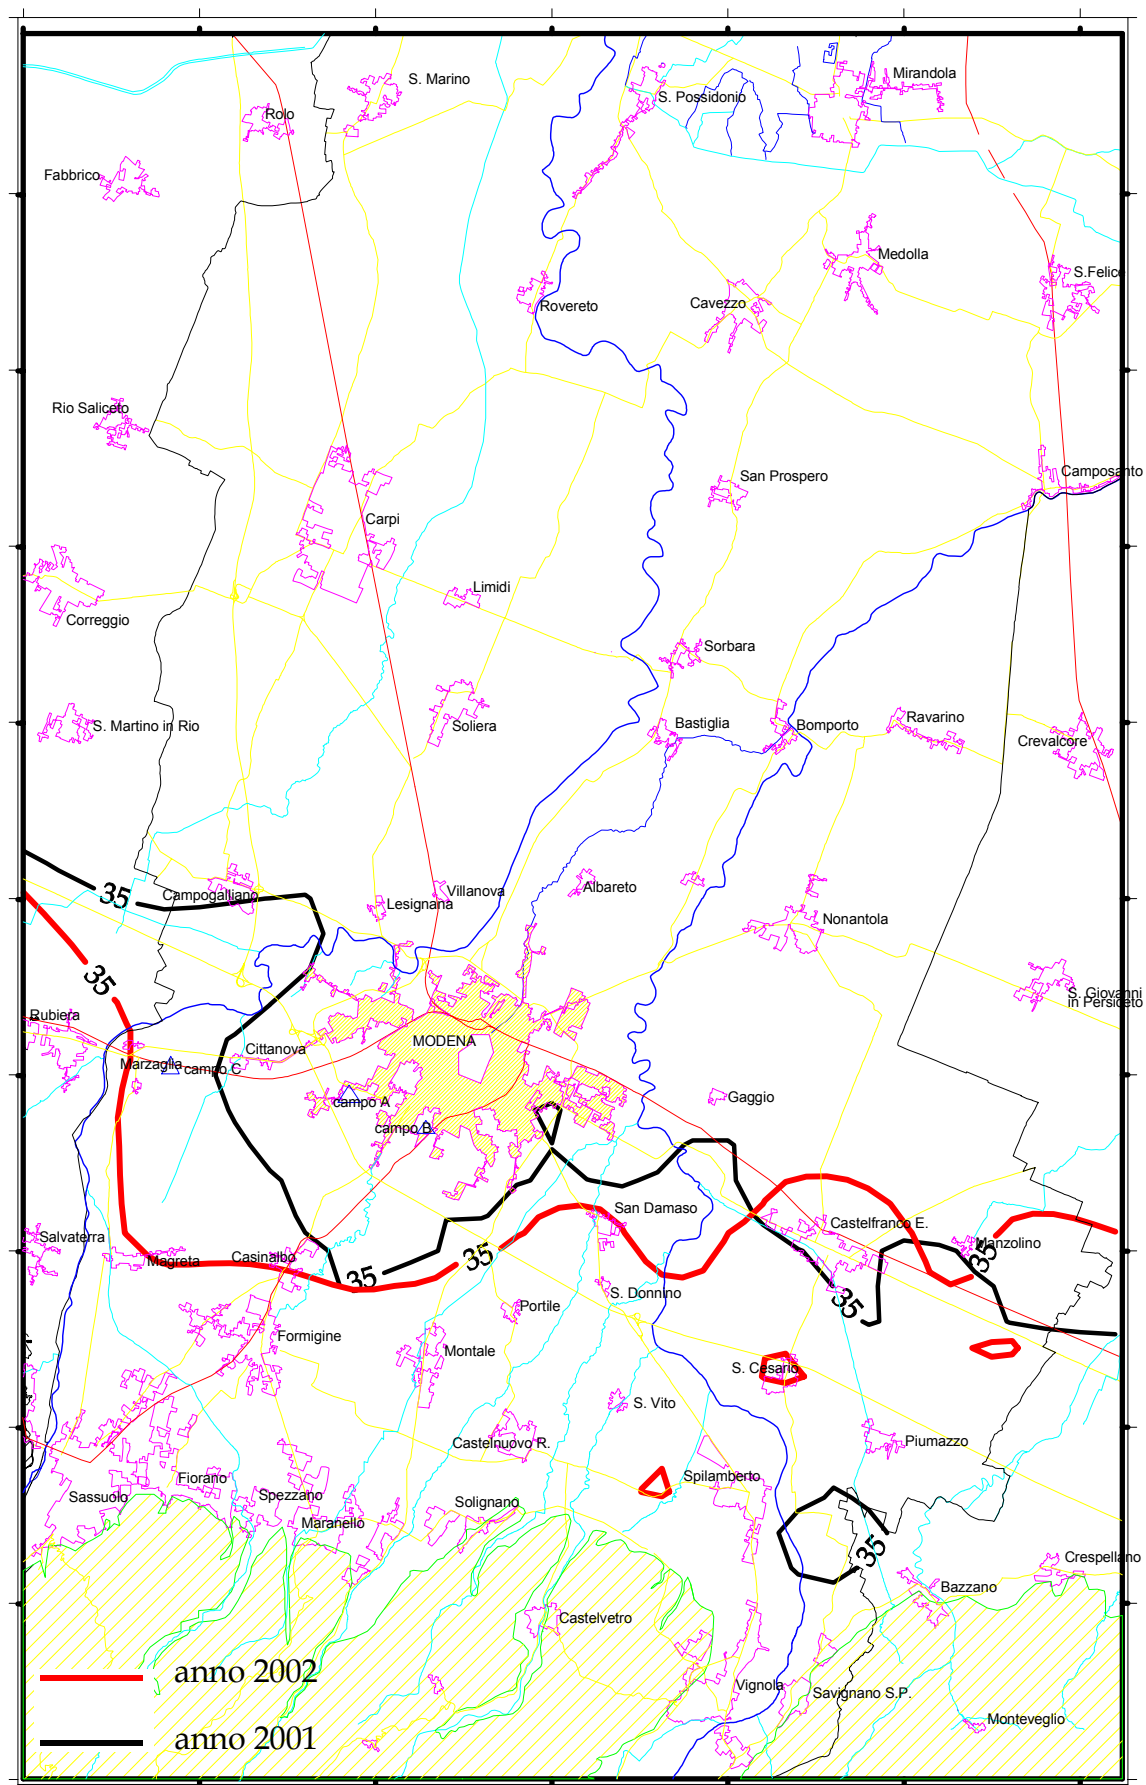 S. Marino
Mirandola
S. Possidonio
Rolo
Fabbrico
Medolla
S.Felice
Rovereto
Cavezzo
Rio Saliceto
Camposanto
San Prospero
Carpi
Limidi
Correggio
Sorbara
S. Martino in Rio
Soliera
Bastiglia
Bomporto
Ravarino
Crevalcore
35
Campogalliano
Villanova
Albareto
Lesignana
Nonantola
35
S. Giovanni
in Persiceto
Rubiera
MODENA
Cittanova
Marzaglia
campo C
campo A
Gaggio
campo B
San Damaso
Castelfranco E.
Salvaterra
Manzolino
Magreta
Casinalbo
35
35
35
35
S. Donnino
Portile
Formigine
Montale
S. Cesario
S. Vito
Castelnuovo R.
Piumazzo
Spilamberto
Fiorano
Sassuolo
Spezzano
Solignano
Maranello
35
Crespellano
Bazzano
Castelvetro
anno 2002
Vignola
Savignano S.P.
Monteveglio
anno 2001